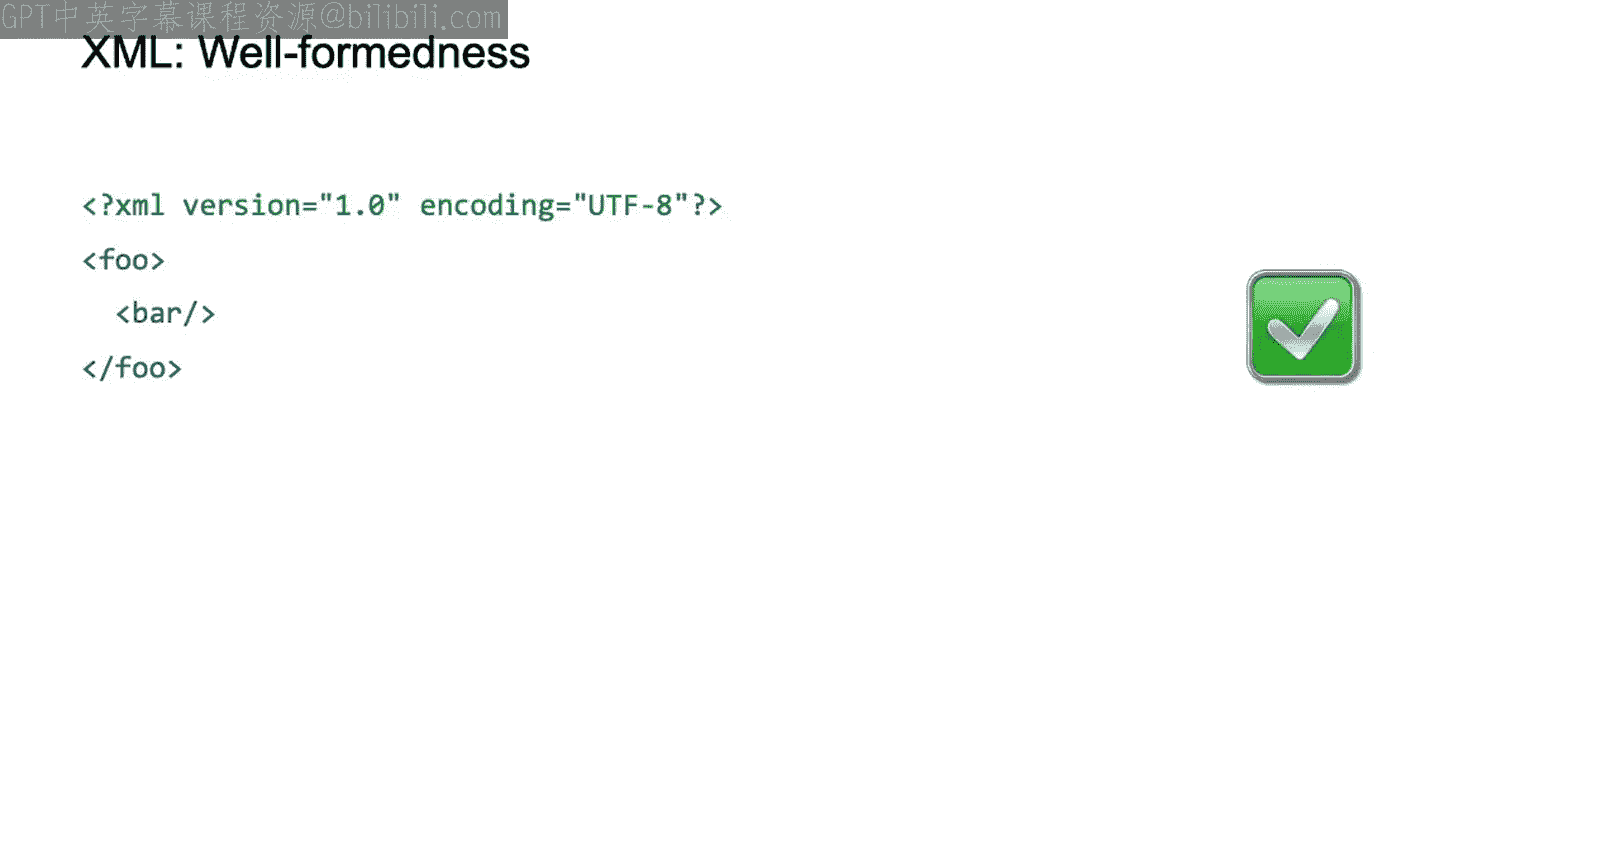 GPT中英字幕课程资源@bilibili.com
XML: Well-formedness
<?xml version="1.0" encoding="UTF-8"?>
<foo>
  <bar/>
</foo>